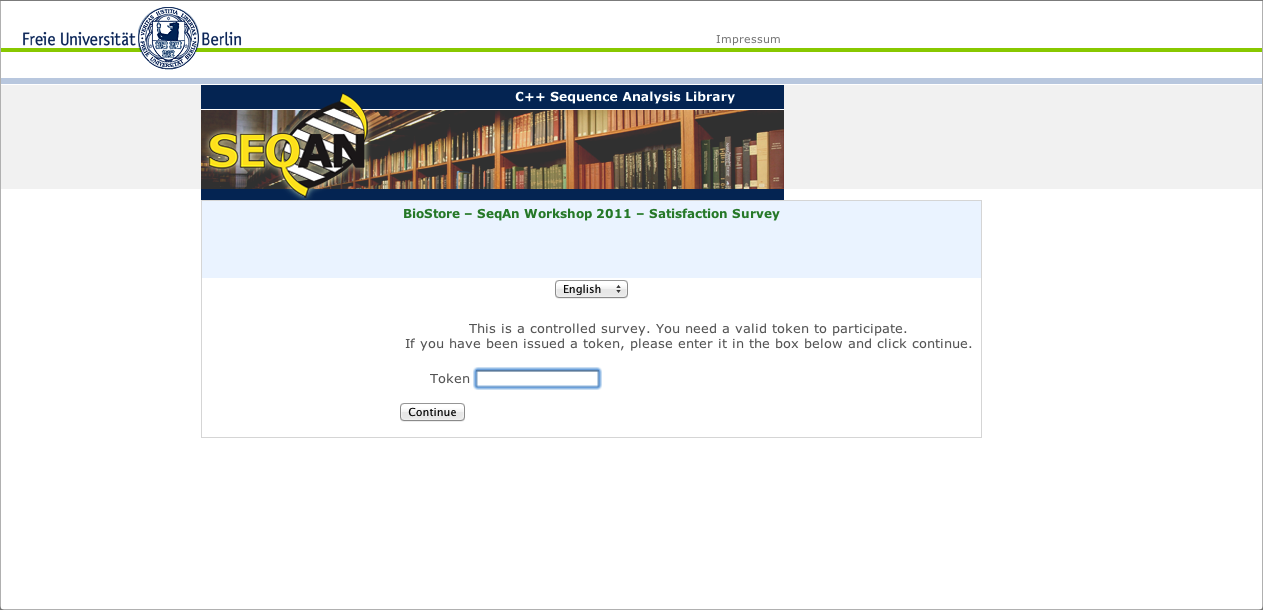 Freie Universität Berlin
Impressum
C++ Sequence Analysis Library
SEQAN
BioStore – SeqAn Workshop 2011 – Satisfaction Survey
English
This is a controlled survey. You need a valid token to participate.
If you have been issued a token, please enter it in the box below and click continue.
Token
Continue